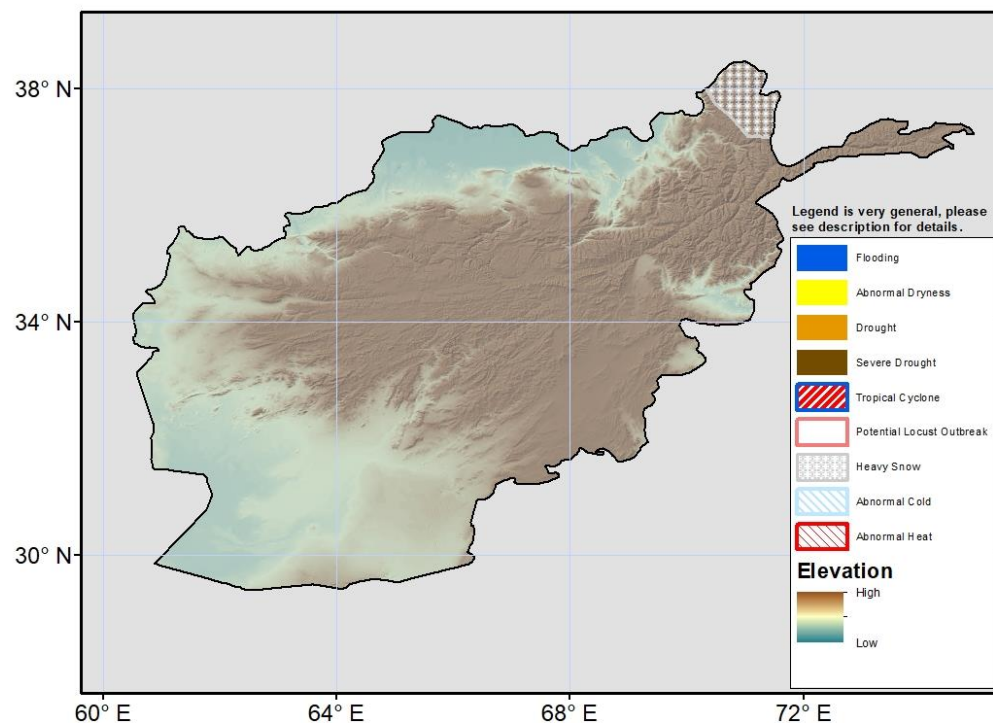 38° N
34° N
30° N
60° E
64° E
68° E
72° E
Legend is very general, please
see description for details.
Flooding
Abnormal Dryness
Drought
Severe Drought
Tropical Cyclone
Potential Locust Outbreak
Heavy Snow
Abnormal Cold
Abnormal Heat
Elevation
High
Low